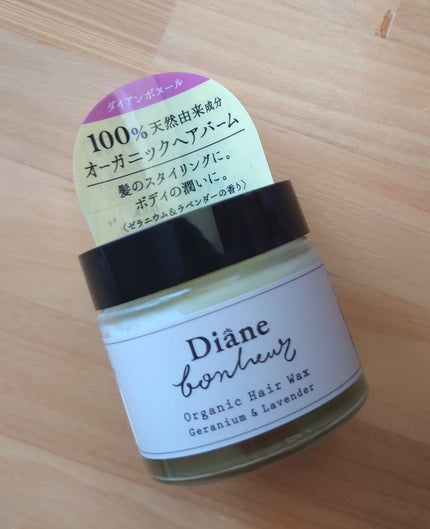 ダイアンボヌール
100%天然由来成分
オーガニックヘアバーム
髪のスタイリングに。
ボディの潤いに。
〈ゼラニウム&ラベンダーの香り〉
Diane
bonheur
Organic Hair Wax
Geranium & Lavender